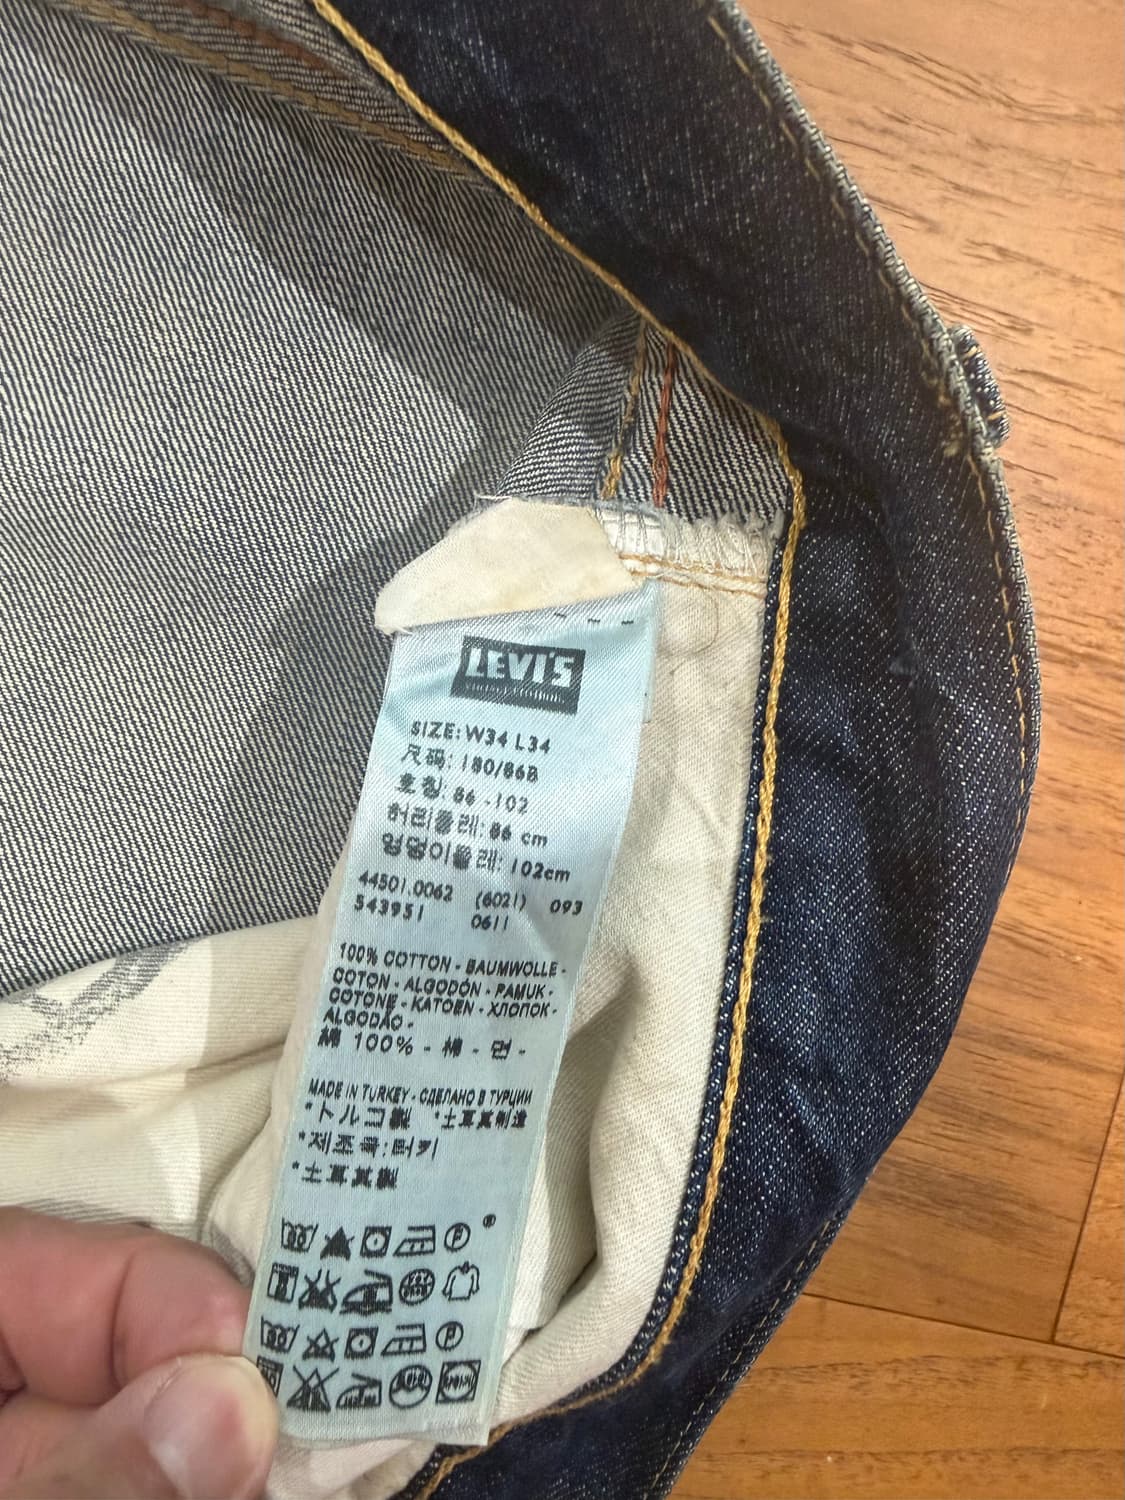 LEVI'S
SIZE: W34 L34
尺码: 180/86B
호칭: 86 -102
허리둘레: 86 cm
엉덩이둘레: 102cm
44501.0062 (6021) 093
543951 0611
100% COTTON - BAUMWOLLE -
COTON - ALGODÓN - PAMUK -
COTONE - KATOEN - ХЛОПОК -
ALGODÃO -
棉 100% - 棉 - 면 -
MADE IN TURKEY - СДЕЛАНО В ТУРЦИИ
*トルコ製 *土耳其制造
*제조국:터키
*土耳其製